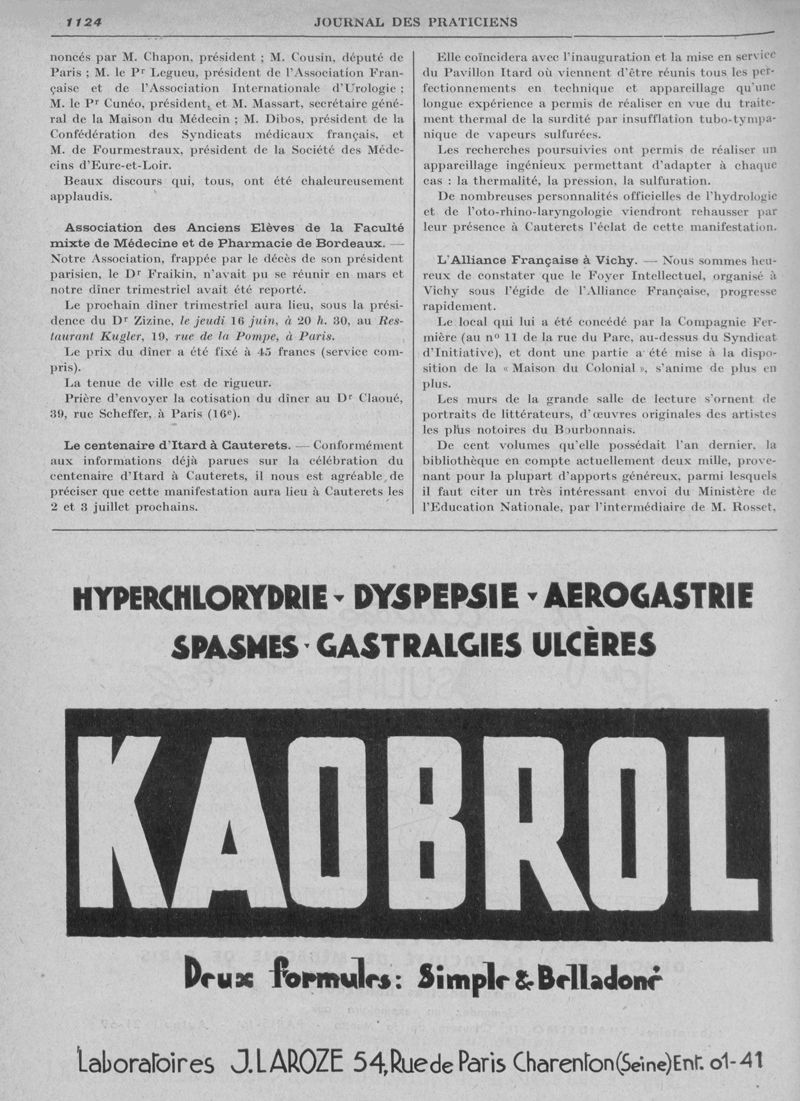 1124
JOURNAL DES PRATICIENS
noncés par M. Chapon, président ; M. Cousin, député de
Paris ; M. le Pr Legueu, président de l'Association Fran-
çaise et de l'Association Internationale d'Urologie ;
M. le Pr Cunéo, président, et M. Massart, secrétaire géné-
ral de la Maison du Médecin ; M. Dibos, président de la
Confédération des Syndicats médicaux français, et
M. de Fourmestraux, président de la Société des Méde-
cins d'Eure-et-Loir.
Beaux discours qui, tous, ont été chaleureusement
applaudis.
Association des Anciens Elèves de la Faculté
mixte de Médecine et de Pharmacie de Bordeaux. —
Notre Association, frappée par le décès de son président
parisien, le Dr Fraikin, n'avait pu se réunir en mars et
notre dîner trimestriel avait été reporté.
Le prochain dîner trimestriel aura lieu, sous la prési-
dence du Dr Zizine, le jeudi 16 juin, à 20 h. 30, au Res-
taurant Kugler, 19, rue de la Pompe, à Paris.
Le prix du dîner a été fixé à 45 francs (service com-
pris).
La tenue de ville est de rigueur.
Prière d'envoyer la cotisation du dîner au Dr Claoué,
39, rue Scheffer, à Paris (16e).
Le centenaire d'Itard à Cauterets. — Conformément
aux informations déjà parues sur la célébration du
centenaire d'Itard à Cauterets, il nous est agréable de
préciser que cette manifestation aura lieu à Cauterets les
2 et 3 juillet prochains.
Elle coïncidera avec l'inauguration et la mise en service
du Pavillon Itard où viennent d'être réunis tous les per-
fectionnements en technique et appareillage qu'une
longue expérience a permis de réaliser en vue du traite-
ment thermal de la surdité par insufflation tubo-tympa-
nique de vapeurs sulfurées.
Les recherches poursuivies ont permis de réaliser un
appareillage ingénieux permettant d'adapter à chaque
cas : la thermalité, la pression, la sulfuration.
De nombreuses personnalités officielles de l'hydrologie
et de l'oto-rhino-laryngologie viendront rehausser par
leur présence à Cauterets l'éclat de cette manifestation.
L'Alliance Française à Vichy. — Nous sommes heu-
reux de constater que le Foyer Intellectuel, organisé à
Vichy sous l'égide de l'Alliance Française, progresse
rapidement.
Le local qui lui a été concédé par la Compagnie Fer-
mière (au n° 11 de la rue du Parc, au-dessus du Syndicat
d'Initiative), et dont une partie a été mise à la dispo-
sition de la « Maison du Colonial », s'anime de plus en
plus.
Les murs de la grande salle de lecture s'ornent de
portraits de littérateurs, d'œuvres originales des artistes
les plus notoires du Bourbonnais.
De cent volumes qu'elle possédait l'an dernier, la
bibliothèque en compte actuellement deux mille, prove-
nant pour la plupart d'apports généreux, parmi lesquels
il faut citer un très intéressant envoi du Ministère de
l'Education Nationale, par l'intermédiaire de M. Rosset,
HYPERCHLORYDRIE - DYSPEPSIE - AEROGASTRIE
SPASMES - GASTRALGIES ULCÈRES
KAOBROL
Deux formules: Simple & Belladoné
Laboratoires J. LAROZE 54, Rue de Paris Charenton (Seine) Ent. 01-41